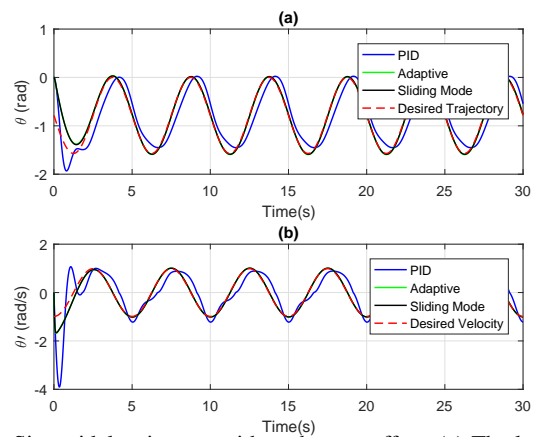 (a)
1
0
-1
-2
θ (rad)
PID
Adaptive
Sliding Mode
Desired Trajectory
0 5 10 15 20 25 30
Time(s)
(b)
2
0
-2
-4
θ′ (rad/s)
PID
Adaptive
Sliding Mode
Desired Velocity
0 5 10 15 20 25 30
Time(s)